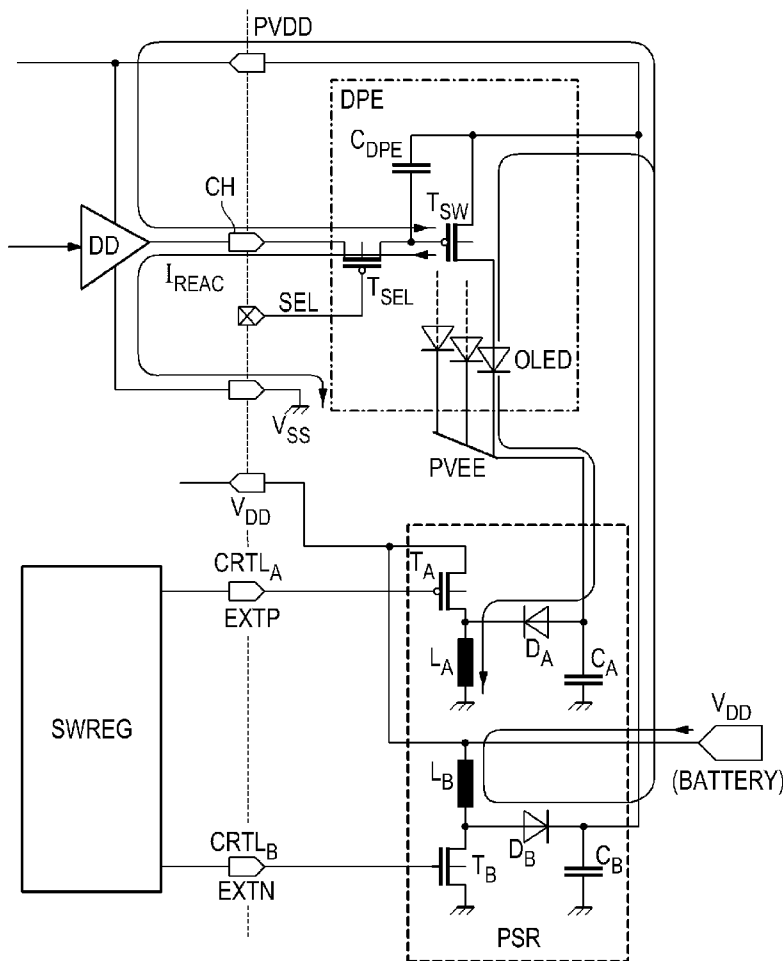 PVDD
DPE
C_DPE
CH
T_SW
DD
I_REAC
SEL
T_SEL
OLED
V_SS
PVEE
V_DD
CRTL_A
T_A
EXTP
L_A
D_A
C_A
V_DD
SWREG
(BATTERY)
L_B
CRTL_B
D_B
C_B
T_B
EXTN
PSR